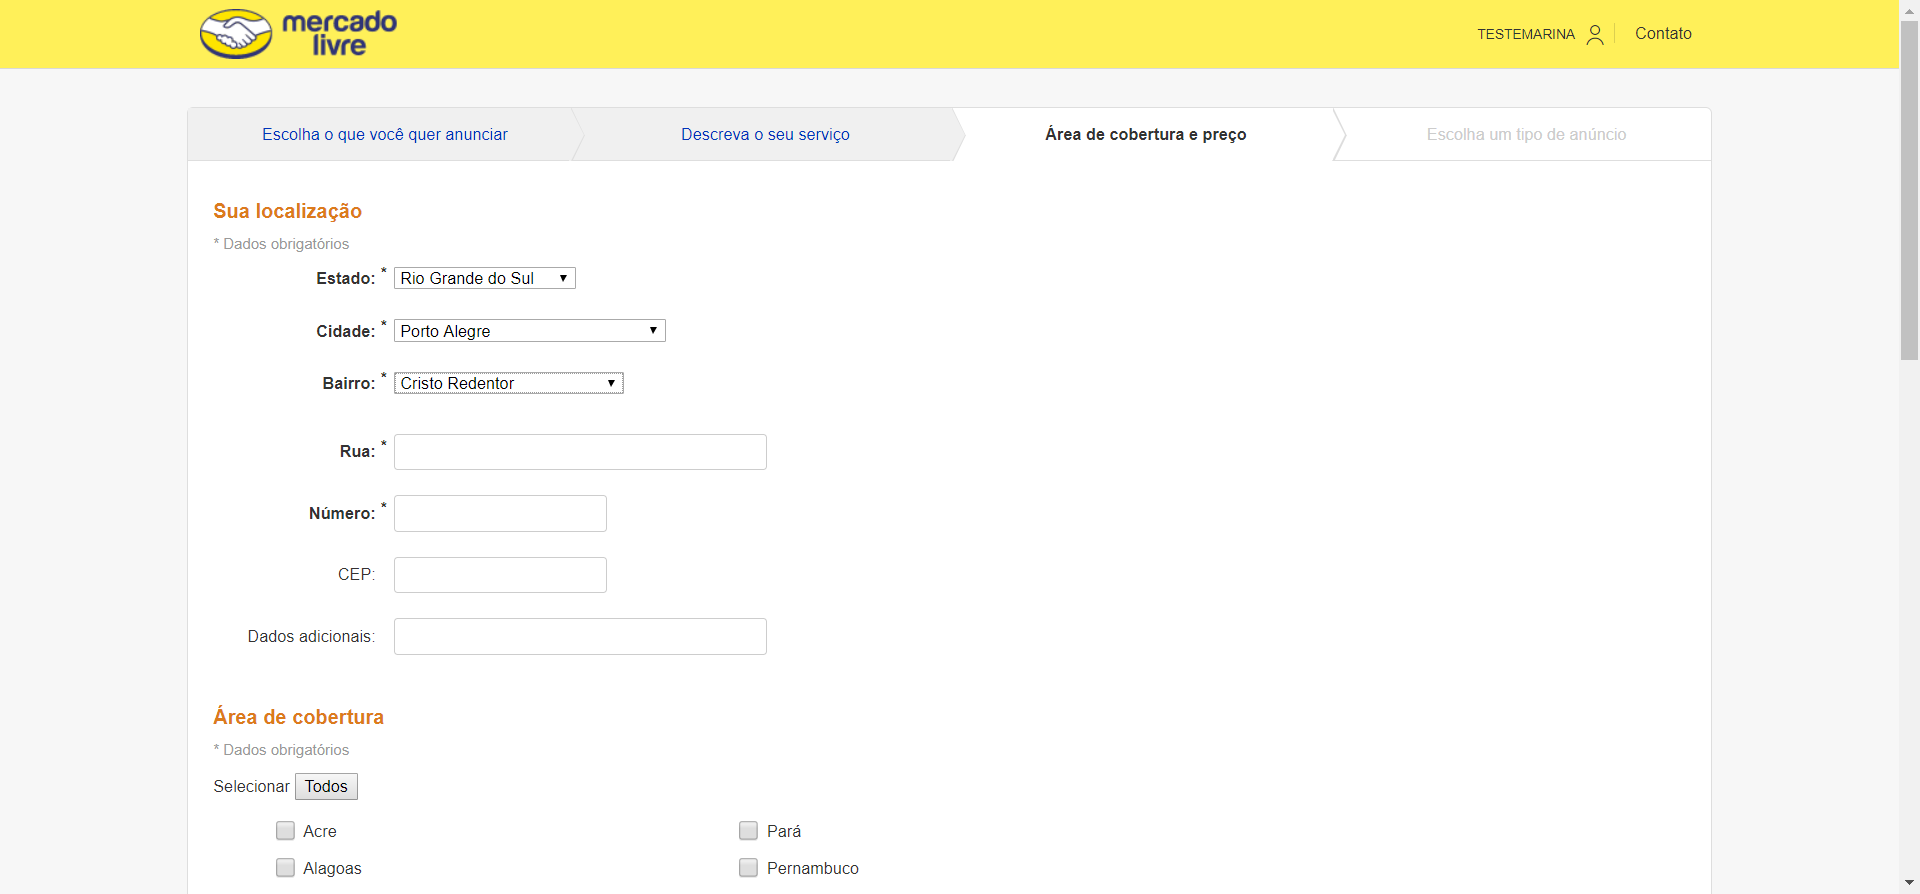 mercado
livre
TESTEMARINA
Contato
Escolha o que você quer anunciar
Descreva o seu serviço
Área de cobertura e preço
Escolha um tipo de anúncio
Sua localização
* Dados obrigatórios
Estado: * Rio Grande do Sul
Cidade: * Porto Alegre
Bairro: * Cristo Redentor
Rua: *
Número: *
CEP:
Dados adicionais:
Área de cobertura
* Dados obrigatórios
Selecionar Todos
Acre
Pará
Alagoas
Pernambuco